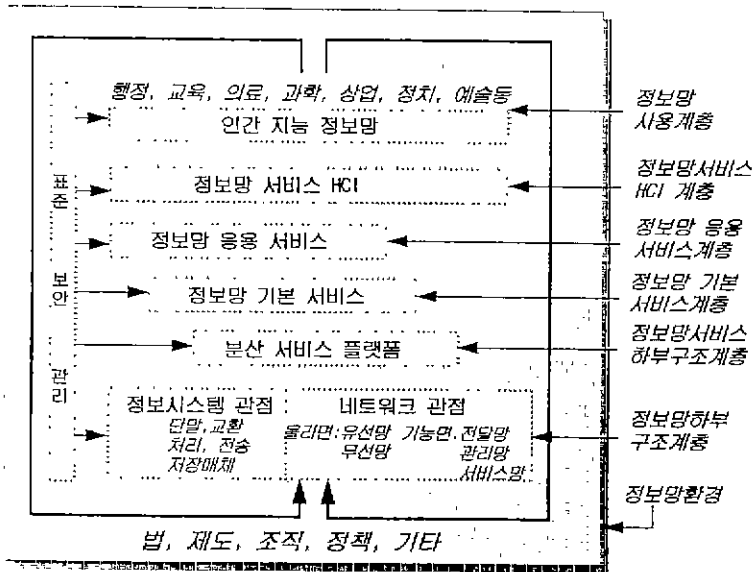 행정, 교육, 의료, 과학, 상업, 정치, 예술등
인간 지능 정보망
정보망 서비스 HCI
정보망 응용 서비스
정보망 기본 서비스
분산 서비스 플랫폼
표준
보안
관리
정보시스템 관점
단말,교환
처리, 전송
저장매체
네트워크 관점
물리면:유선망 기능면:전달망
무선망 관리망
서비스망
법, 제도, 조직, 정책, 기타
정보망
사용계층
정보망서비스
HCI 계층
정보망 응용
서비스계층
정보망 기본
서비스계층
정보망서비스
하부구조계층
정보망하부
구조계층
정보망환경